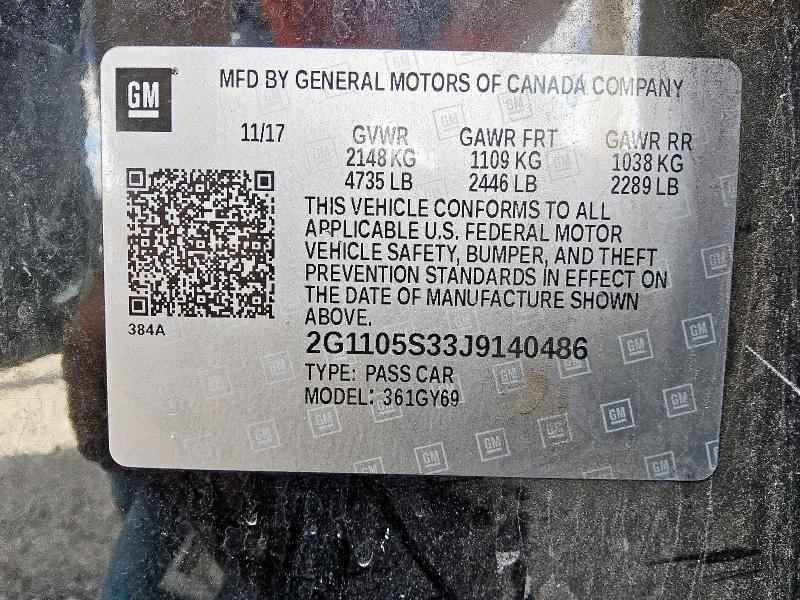 GM
MFD BY GENERAL MOTORS OF CANADA COMPANY
11/17 GVWR GAWR FRT GAWR RR
2148 KG 1109 KG 1038 KG
4735 LB 2446 LB 2289 LB
THIS VEHICLE CONFORMS TO ALL
APPLICABLE U.S. FEDERAL MOTOR
VEHICLE SAFETY, BUMPER, AND THEFT
PREVENTION STANDARDS IN EFFECT ON
THE DATE OF MANUFACTURE SHOWN
ABOVE.
384A
2G1105S33J9140486
TYPE: PASS CAR
MODEL: 361GY69